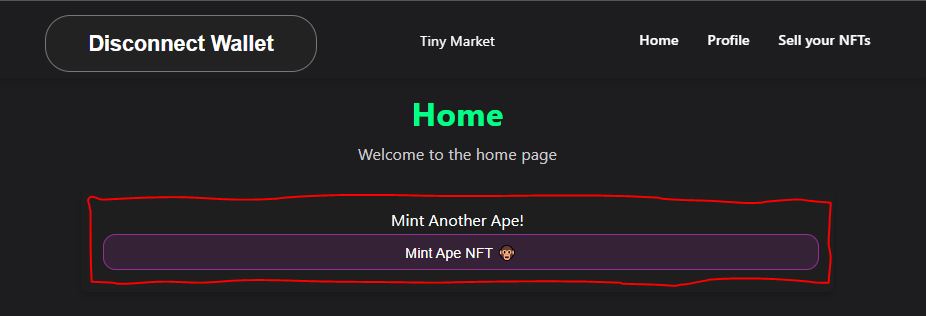 Disconnect Wallet
Tiny Market
Home
Profile
Sell your NFTs
Home
Welcome to the home page
Mint Another Ape!
Mint Ape NFT 🐵